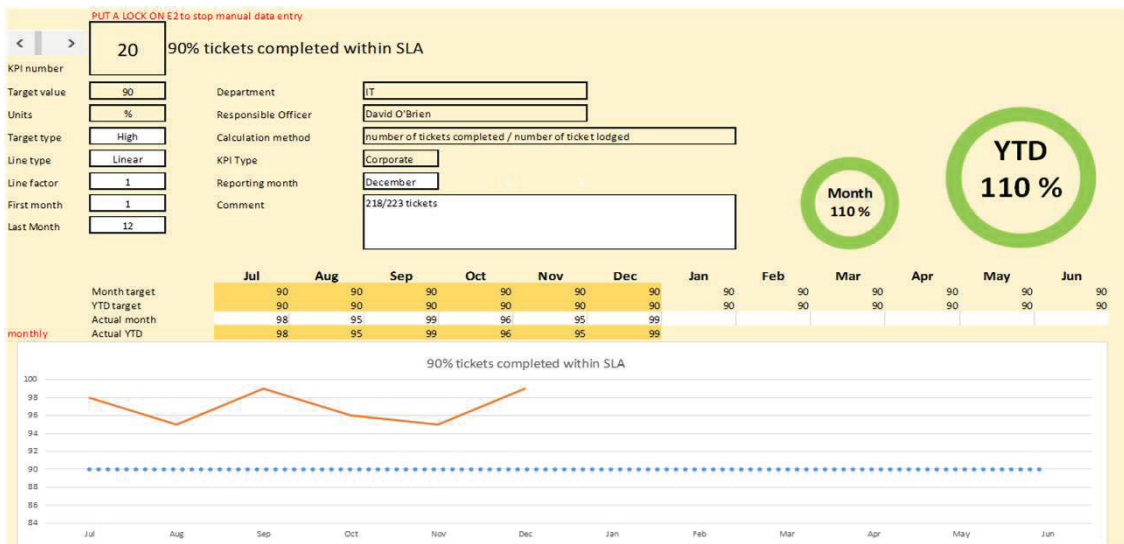 PUT A LOCK ON E2 to stop manual data entry
< > 20 90% tickets completed within SLA
KPI number
Target value 90 Department IT
Units % Responsible Officer David O'Brien
Target type High Calculation method number of tickets completed / number of ticket lodged
Line type Linear KPI Type Corporate
Line factor 1 Reporting month December
First month 1 Comment 218/223 tickets
Last Month 12
Month
110 %
YTD
110 %
Jul Aug Sep Oct Nov Dec Jan Feb Mar Apr May Jun
Month target 90 90 90 90 90 90 90 90 90 90 90 90
YTD target 90 90 90 90 90 90 90 90 90 90 90 90
Actual month 98 95 99 96 95 99
monthly Actual YTD 98 95 99 96 95 99
90% tickets completed within SLA
100
98
96
94
92
90
88
86
84
Jul Aug Sep Oct Nov Dec Jan Feb Mar Apr May Jun